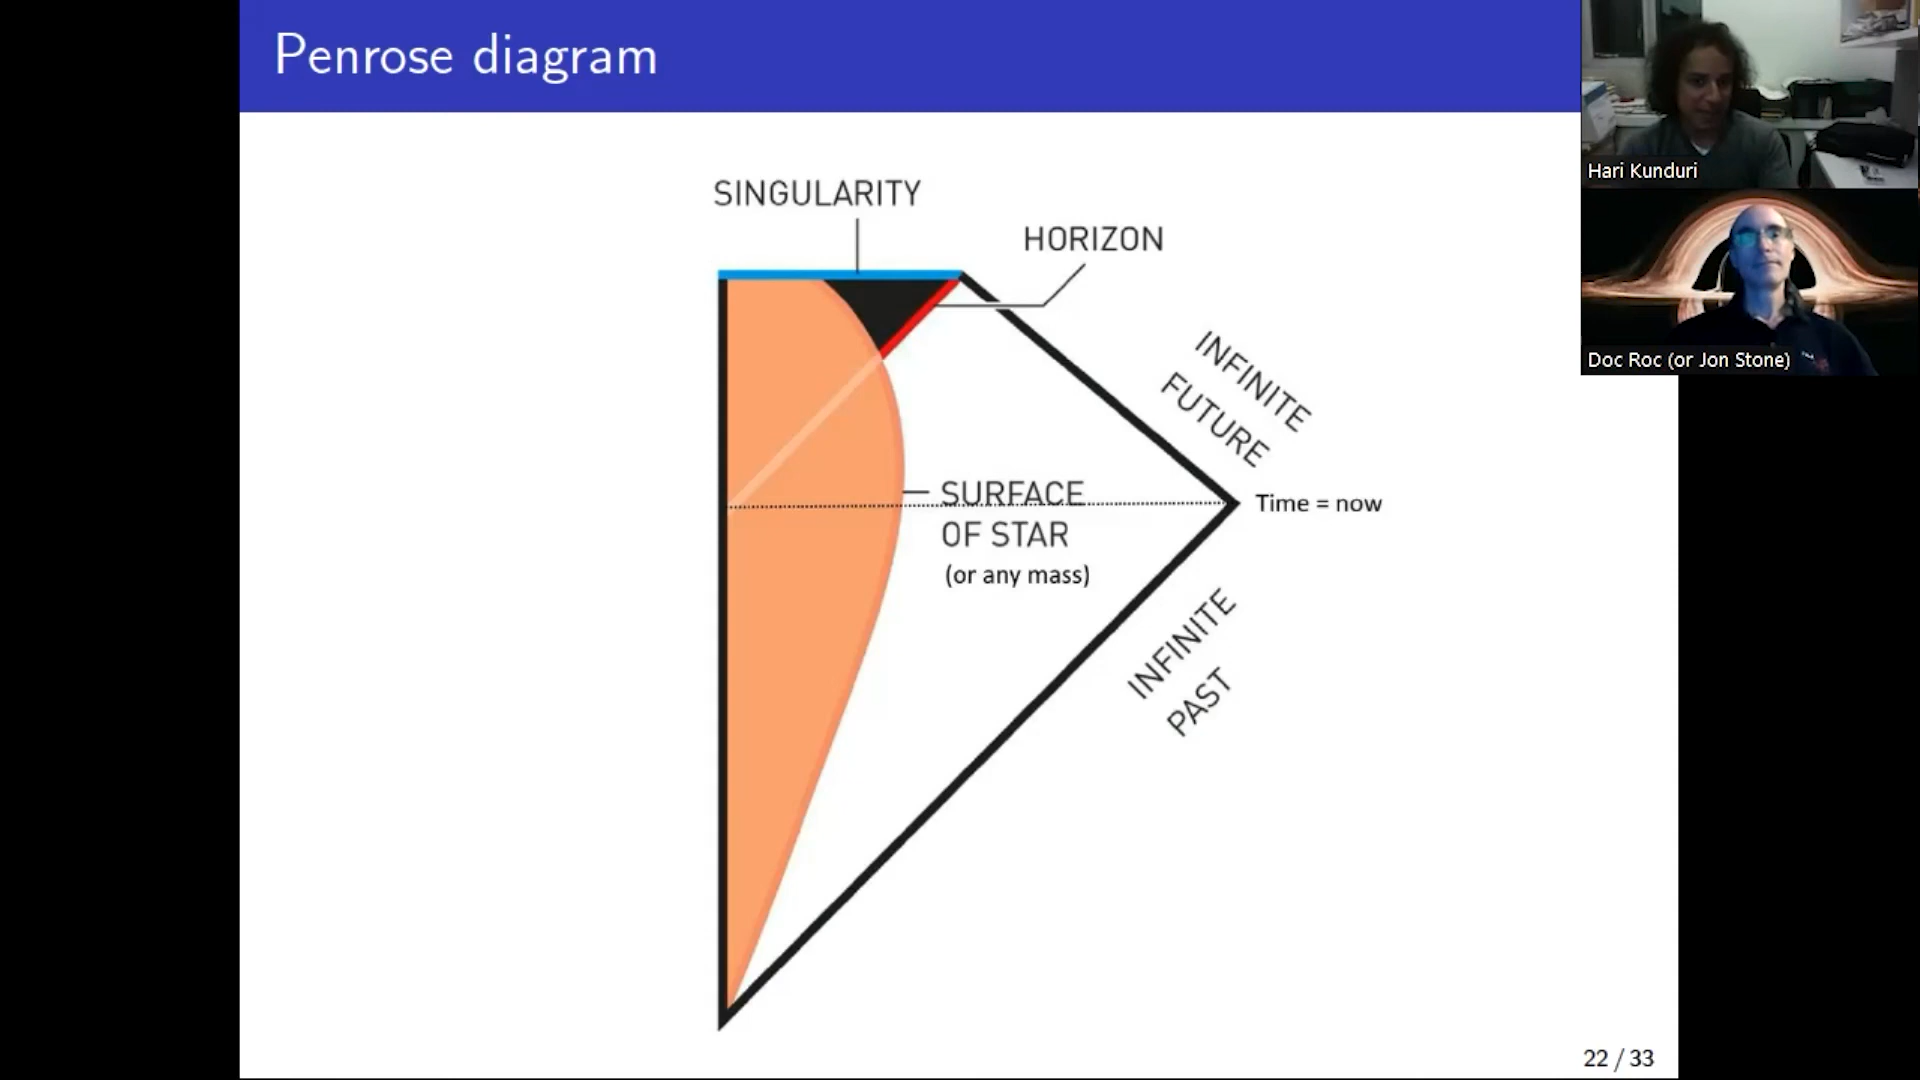 Penrose diagram
Hari Kunduri
Doc Roc (or Jon Stone)
SINGULARITY
HORIZON
INFINITE
FUTURE
SURFACE
OF STAR
(or any mass)
Time = now
INFINITE
PAST
22 / 33